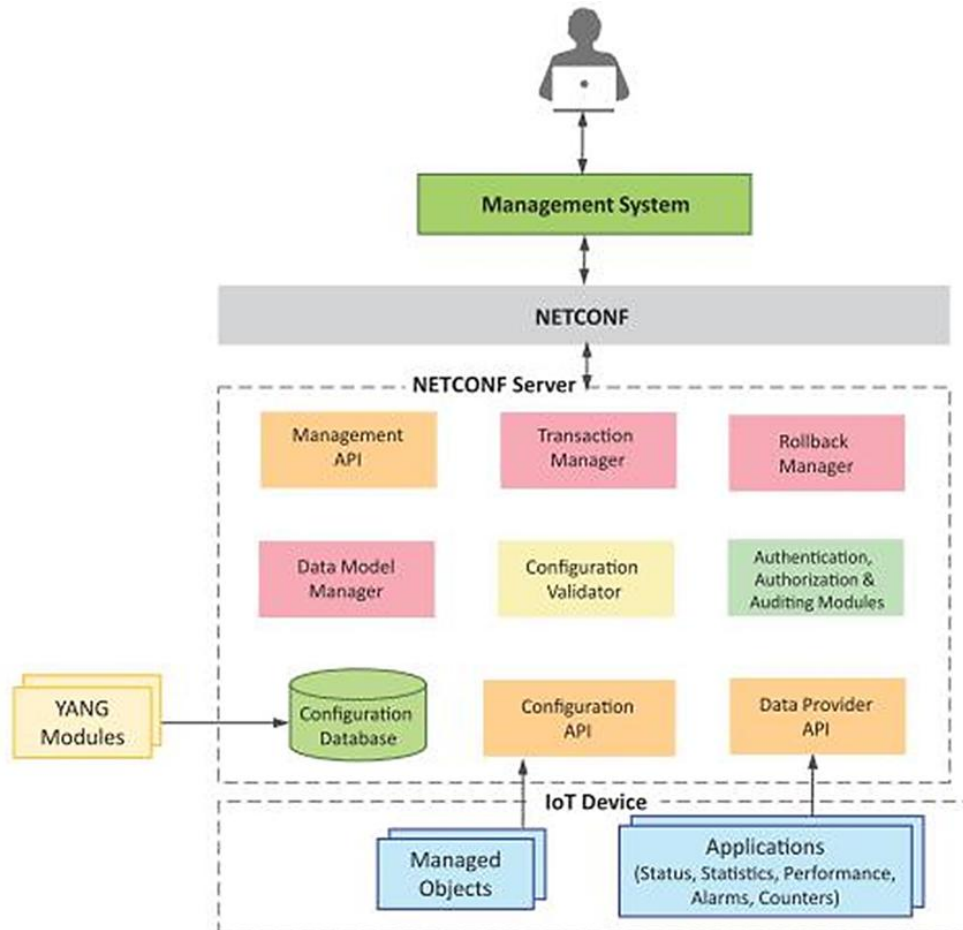 Management System
NETCONF
NETCONF Server
Management
API
Transaction
Manager
Rollback
Manager
Data Model
Manager
Configuration
Validator
Authentication,
Authorization &
Auditing Modules
YANG
Modules
Configuration
Database
Configuration
API
Data Provider
API
IoT Device
Managed
Objects
Applications
(Status, Statistics, Performance,
Alarms, Counters)